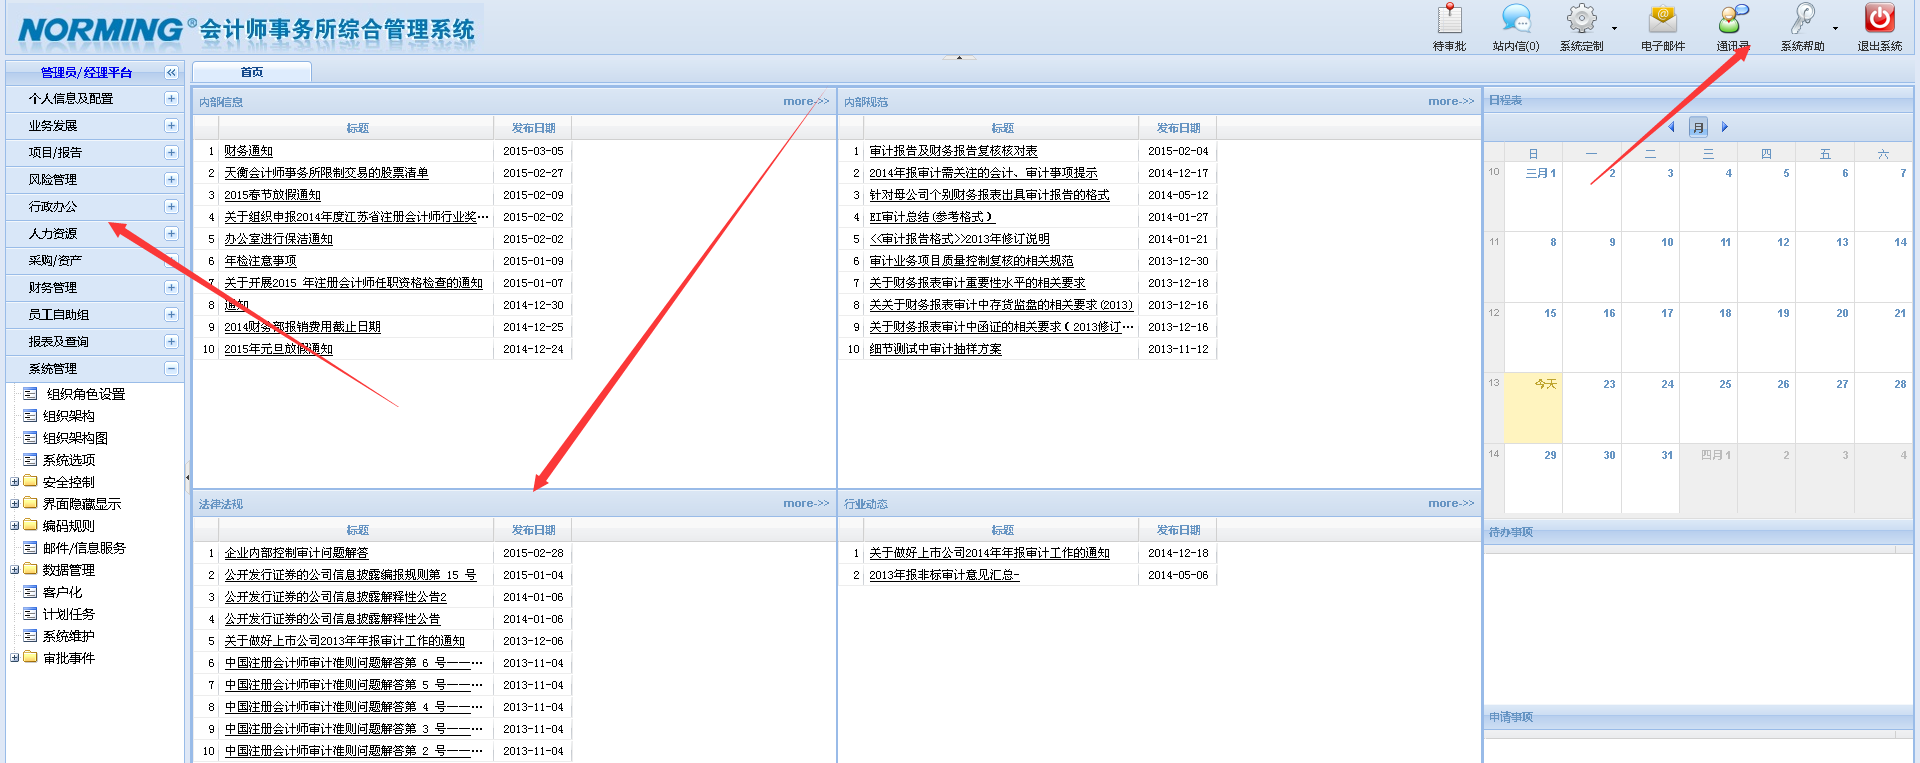 NORMING®会计师事务所综合管理系统
待审批 站内信(0) 系统定制 电子邮件 通讯录 系统帮助 退出系统
管理员/经理平台
首页
个人信息及配置
业务发展
项目/报告
风险管理
行政办公
人力资源
采购/资产
财务管理
员工自助组
报表及查询
系统管理
组织角色设置
组织架构
组织架构图
系统选项
安全控制
界面隐藏显示
编码规则
邮件/信息服务
数据管理
客户化
计划任务
系统维护
审批事件
内部信息 more->>
标题 发布日期
1 财务通知 2015-03-05
2 天衡会计师事务所限制交易的股票清单 2015-02-27
3 2015春节放假通知 2015-02-09
4 关于组织申报2014年度江苏省注册会计师行业奖… 2015-02-02
5 办公室进行保洁通知 2015-02-02
6 年检注意事项 2015-01-09
7 关于开展2015 年注册会计师任职资格检查的通知 2015-01-07
8 通知 2014-12-30
9 2014财务部报销费用截止日期 2014-12-25
10 2015年元旦放假通知 2014-12-24
内部规范 more->>
标题 发布日期
1 审计报告及财务报告复核核对表 2015-02-04
2 2014年报审计需关注的会计、审计事项提示 2014-12-17
3 针对母公司个别财务报表出具审计报告的格式 2014-05-12
4 EI审计总结(参考格式) 2014-01-27
5 <<审计报告格式>>2013年修订说明 2014-01-21
6 审计业务项目质量控制复核的相关规范 2013-12-30
7 关于财务报表审计重要性水平的相关要求 2013-12-18
8 关关于财务报表审计中存货监盘的相关要求(2013) 2013-12-16
9 关于财务报表审计中函证的相关要求(2013修订… 2013-12-16
10 细节测试中审计抽样方案 2013-11-12
法律法规 more->>
标题 发布日期
1 企业内部控制审计问题解答 2015-02-28
2 公开发行证券的公司信息披露编报规则第 15 号 2015-01-04
3 公开发行证券的公司信息披露解释性公告2 2014-01-06
4 公开发行证券的公司信息披露解释性公告 2014-01-06
5 关于做好上市公司2013年年报审计工作的通知 2013-12-06
6 中国注册会计师审计准则问题解答第 6 号——… 2013-11-04
7 中国注册会计师审计准则问题解答第 5 号——… 2013-11-04
8 中国注册会计师审计准则问题解答第 4 号——… 2013-11-04
9 中国注册会计师审计准则问题解答第 3 号——… 2013-11-04
10 中国注册会计师审计准则问题解答第 2 号——… 2013-11-04
行业动态 more->>
标题 发布日期
1 关于做好上市公司2014年年报审计工作的通知 2014-12-18
2 2013年报非标审计意见汇总- 2014-05-06
日程表
月
日 一 二 三 四 五 六
10 三月 1 2 3 4 5 6 7
11 8 9 10 11 12 13 14
12 15 16 17 18 19 20 21
13 今天 23 24 25 26 27 28
14 29 30 31 四月 1 2 3 4
待办事项
申请事项